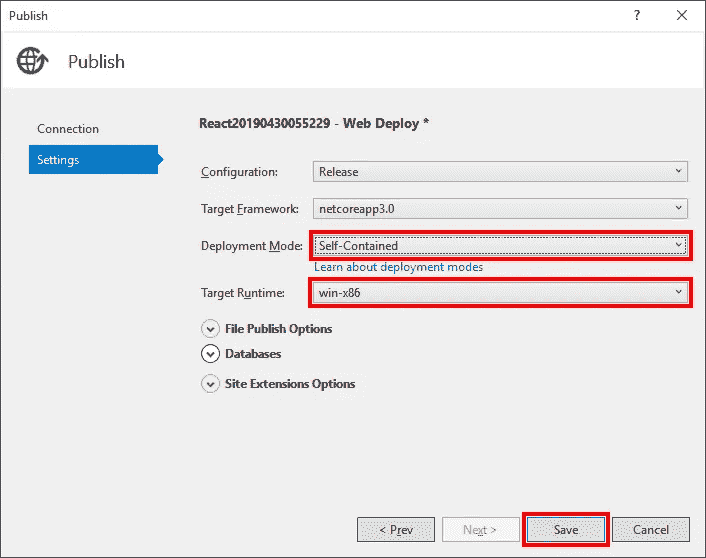 Publish
?
Publish
Connection
Settings
React20190430055229 - Web Deploy *
Configuration: Release
Target Framework: netcoreapp3.0
Deployment Mode: Self-Contained
Learn about deployment modes
Target Runtime: win-x86
File Publish Options
Databases
Site Extensions Options
< Prev Next > Save Cancel